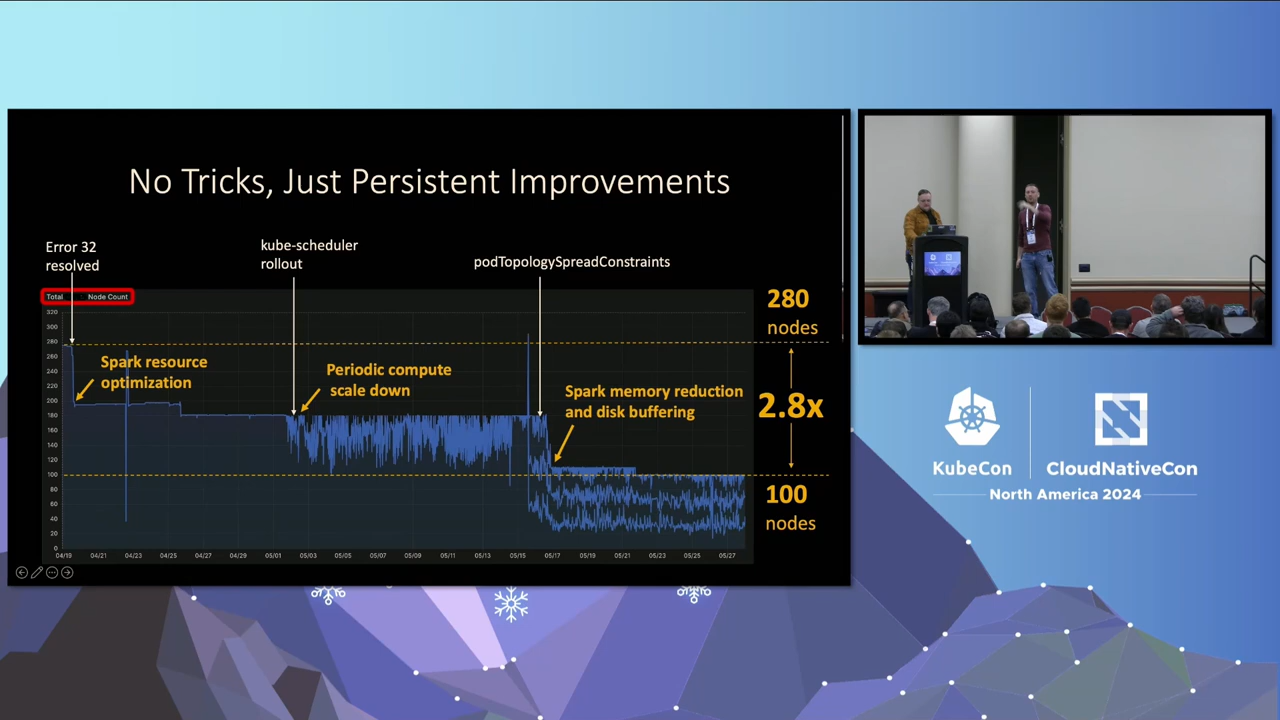 No Tricks, Just Persistent Improvements
Error 32
resolved
kube-scheduler
rollout
podTopologySpreadConstraints
Total Node Count
280
nodes
Spark resource
optimization
Periodic compute
scale down
Spark memory reduction
and disk buffering
2.8x
100
nodes
320
300
280
260
240
220
200
180
160
140
120
100
80
60
40
20
0
04/19 04/21 04/23 04/25 04/27 04/29 05/01 05/03 05/05 05/07 05/09 05/11 05/13 05/15 05/17 05/19 05/21 05/23 05/25 05/27
KubeCon
CloudNativeCon
North America 2024